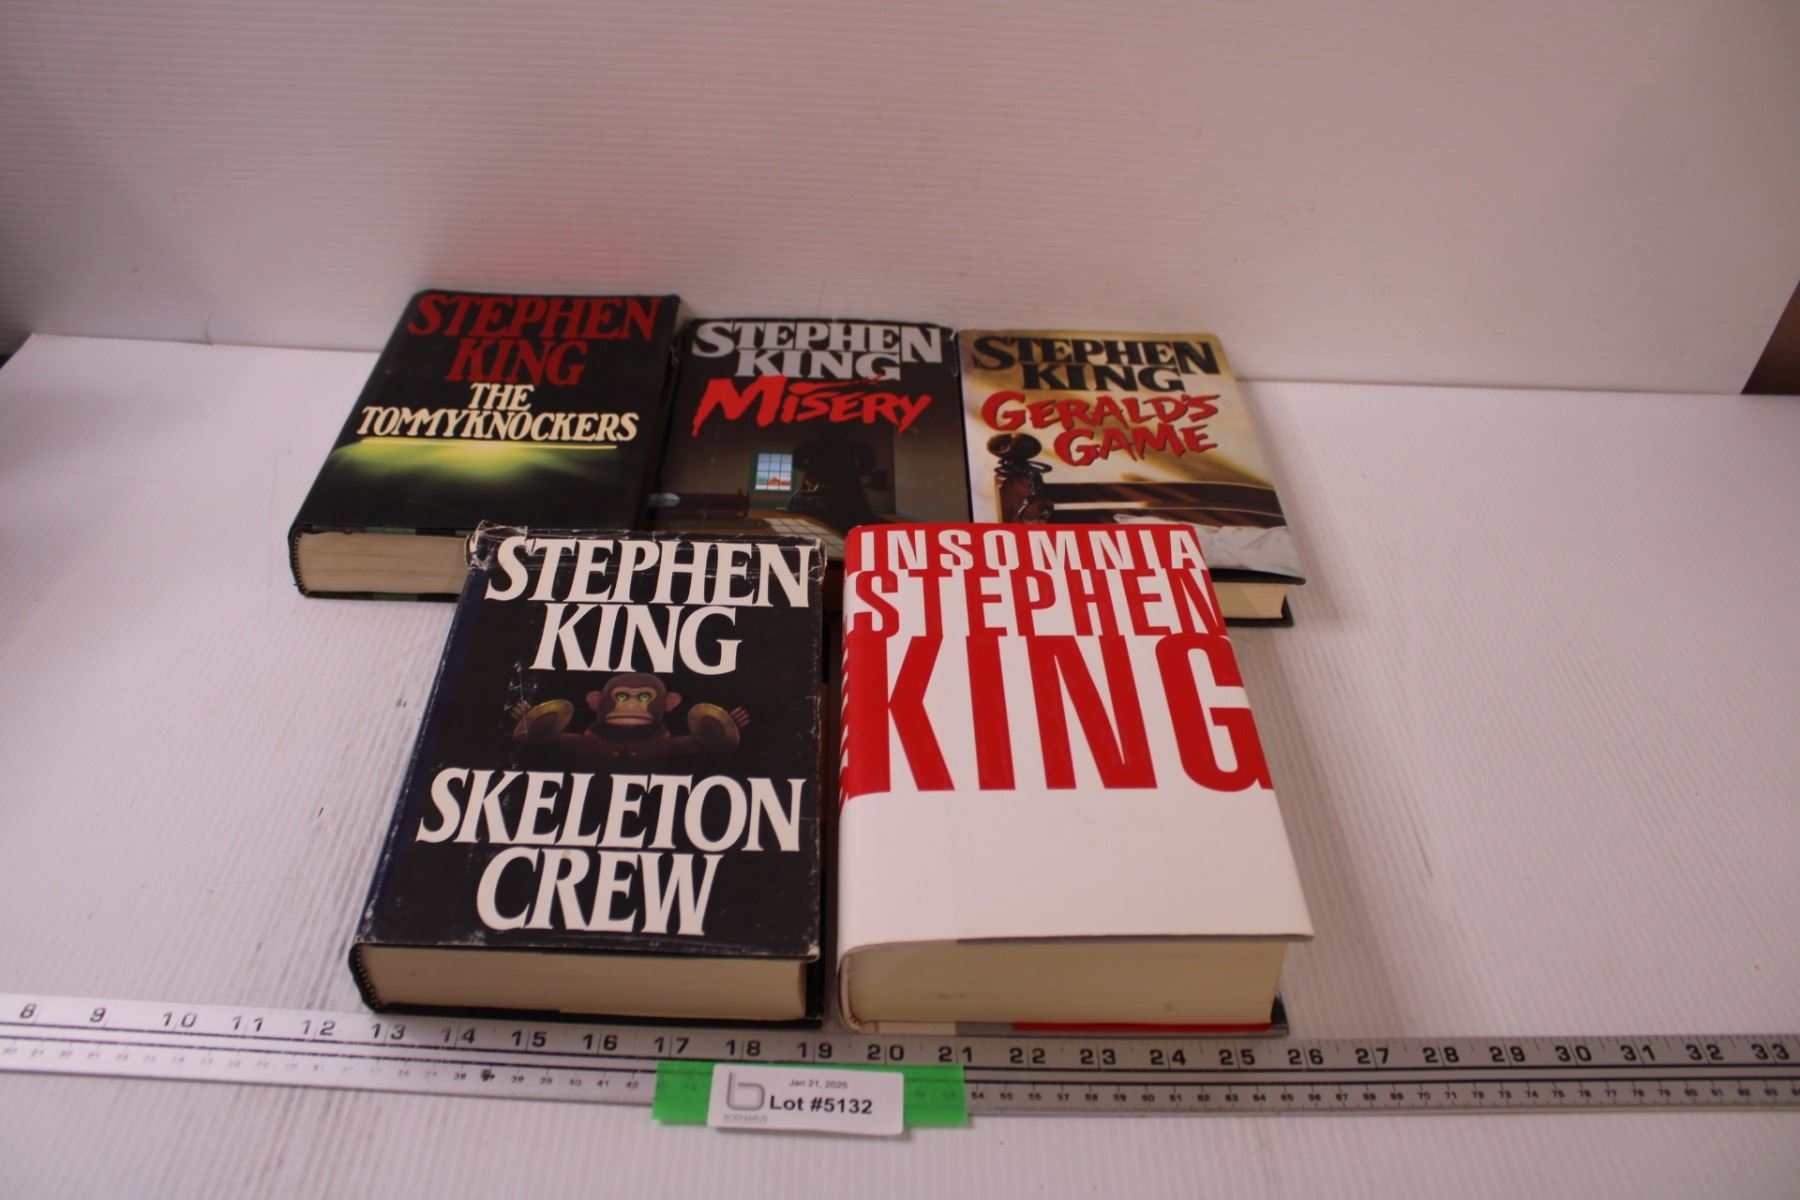 STEPHEN
KING
THE
TOMMYKNOCKERS
STEPHEN
KING
MISERY
STEPHEN
KING
GERALD'S
GAME
STEPHEN
KING
SKELETON
CREW
INSOMNIA
STEPHEN
KING
8 9 10 11 12 13 14 15 16 17 18 19 20 21 22 23 24 25 26 27 28 29 30 31 32 33
Jan 21, 2025
Lot #5132
BODNARUS